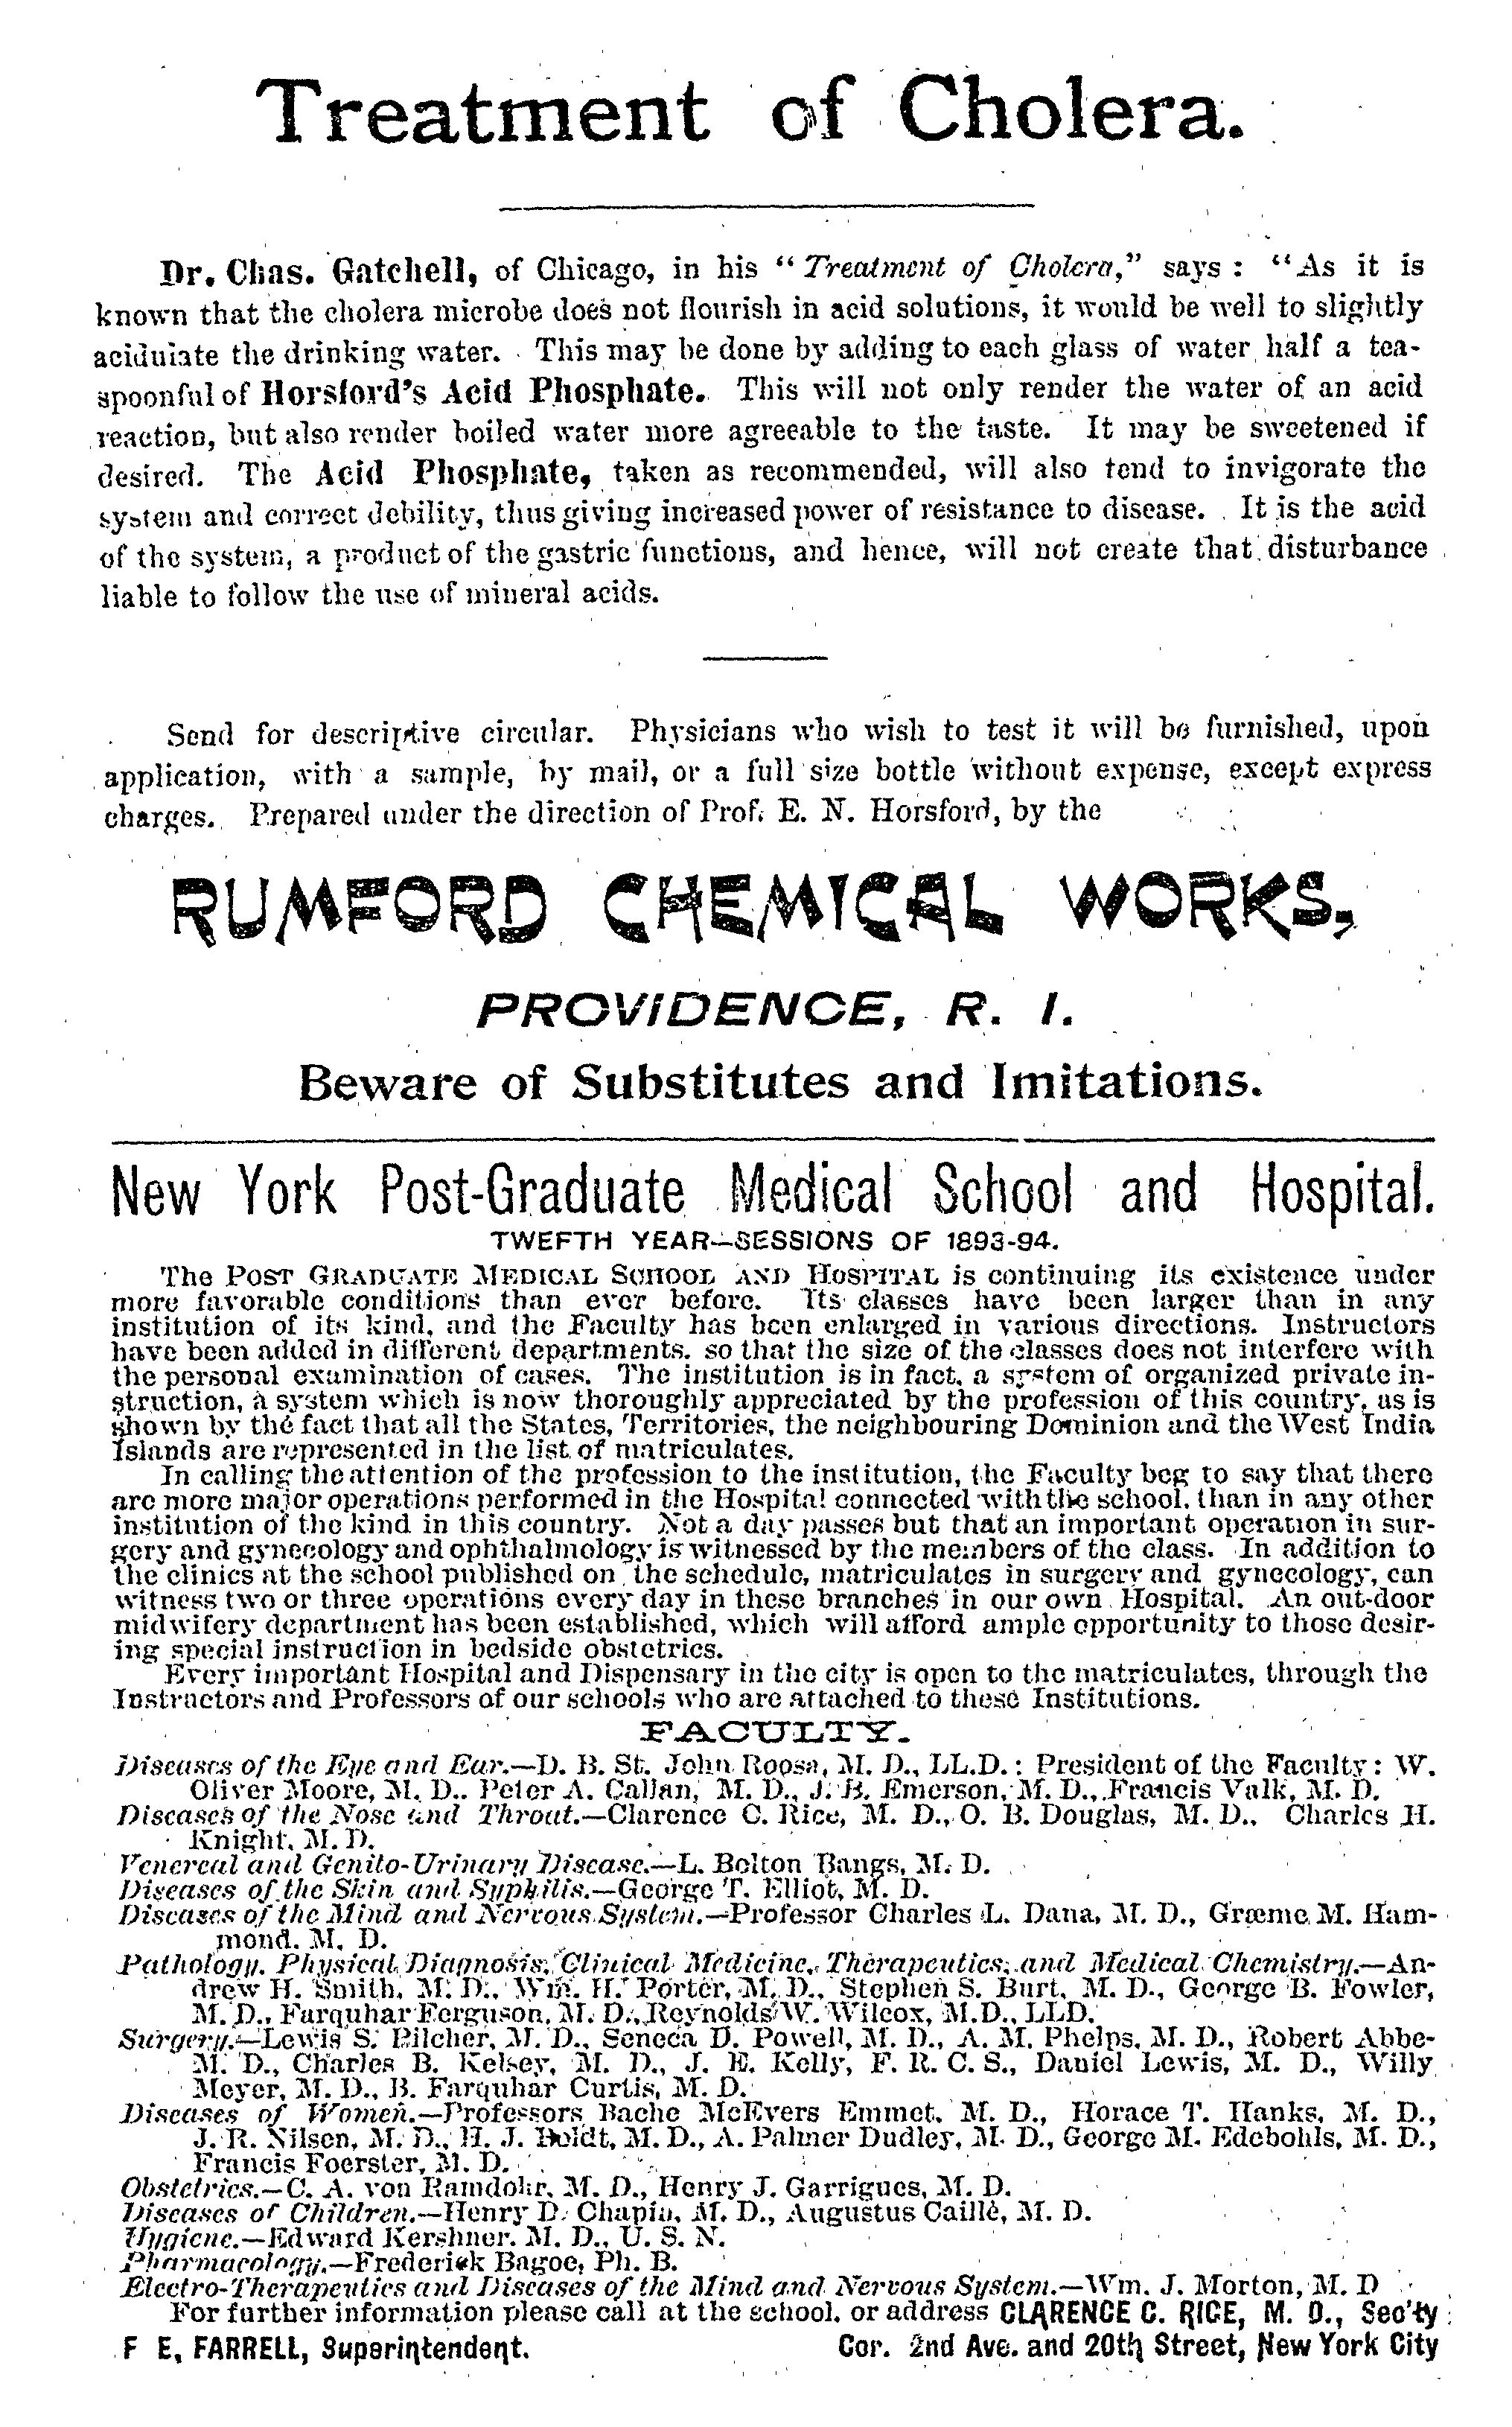 Treatment of Cholera.
Dr. Chas. Gatchell, of Chicago, in his "Treatment of Cholera," says: "As it is
known that the cholera microbe does not flourish in acid solutions, it would be well to slightly
acidulate the drinking water. This may be done by adding to each glass of water half a tea-
spoonful of Horsford's Acid Phosphate. This will not only render the water of an acid
reaction, but also render boiled water more agreeable to the taste. It may be sweetened if
desired. The Acid Phosphate, taken as recommended, will also tend to invigorate the
system and correct debility, thus giving increased power of resistance to disease. It is the acid
of the system, a product of the gastric functions, and hence, will not create that disturbance
liable to follow the use of mineral acids.
Send for descriptive circular. Physicians who wish to test it will be furnished, upon
application, with a sample, by mail, or a full size bottle without expense, except express
charges. Prepared under the direction of Prof. E. N. Horsford, by the
RUMFORD CHEMICAL WORKS,
PROVIDENCE, R. I.
Beware of Substitutes and Imitations.
New York Post-Graduate Medical School and Hospital.
TWEFTH YEAR—SESSIONS OF 1893-94.
The POST GRADUATE MEDICAL SCHOOL AND HOSPITAL is continuing its existence under
more favorable conditions than ever before. Its classes have been larger than in any
institution of its kind, and the Faculty has been enlarged in various directions. Instructors
have been added in different departments, so that the size of the classes does not interfere with
the personal examination of cases. The institution is in fact, a system of organized private in-
struction, a system which is now thoroughly appreciated by the profession of this country, as is
shown by the fact that all the States, Territories, the neighbouring Dominion and the West India
Islands are represented in the list of matriculates.
In calling the attention of the profession to the institution, the Faculty beg to say that there
are more major operations performed in the Hospital connected with the school, than in any other
institution of the kind in this country. Not a day passes but that an important operation in sur-
gery and gynecology and ophthalmology is witnessed by the members of the class. In addition to
the clinics at the school published on the schedule, matriculates in surgery and gynecology, can
witness two or three operations every day in these branches in our own Hospital. An out-door
midwifery department has been established, which will afford ample opportunity to those desir-
ing special instruction in bedside obstetrics.
Every important Hospital and Dispensary in the city is open to the matriculates, through the
Instructors and Professors of our schools who are attached to these Institutions.
FACULTY.
Diseases of the Eye and Ear.—D. B. St. John Roosa, M. D., LL.D.: President of the Faculty: W.
Oliver Moore, M. D.. Peter A. Callan, M. D., J. B. Emerson, M. D., Francis Valk, M. D.
Diseases of the Nose and Throat.—Clarence C. Rice, M. D., O. B. Douglas, M. D., Charles H.
Knight, M. D.
Venereal and Genito-Urinary Disease.—L. Bolton Bangs, M. D.
Diseases of the Skin and Syphilis.—George T. Elliot, M. D.
Diseases of the Mind and Nervous System.—Professor Charles L. Dana, M. D., Græme M. Ham-
mond. M. D.
Pathology, Physical Diagnosis, Clinical Medicine, Therapeutics, and Medical Chemistry.—An-
drew H. Smith, M. D., Wm. H. Porter, M. D., Stephen S. Burt, M. D., George B. Fowler,
M. D., Farquhar Ferguson, M. D., Reynolds W. Wilcox, M.D., LLD.
Surgery.—Lewis S. Pilcher, M. D., Seneca D. Powell, M. D., A. M. Phelps, M. D., Robert Abbe-
M. D., Charles B. Kelsey, M. D., J. E. Kelly, F. R. C. S., Daniel Lewis, M. D., Willy
Meyer, M. D., B. Farquhar Curtis, M. D.
Diseases of Women.—Professors Bache McEvers Emmet, M. D., Horace T. Hanks, M. D.,
J. R. Nilsen, M. D., H. J. Boldt, M. D., A. Palmer Dudley, M. D., George M. Edebohls, M. D.,
Francis Foerster, M. D.
Obstetrics.—C. A. von Ramdohr, M. D., Henry J. Garrigues, M. D.
Diseases of Children.—Henry D. Chapin, M. D., Augustus Caillé, M. D.
Hygiene.—Edward Kershner. M. D., U. S. N.
Pharmacology.—Frederick Bagoe, Ph. B.
Electro-Therapeutics and Diseases of the Mind and Nervous System.—Wm. J. Morton, M. D
For further information please call at the school, or address CLARENCE C. RICE, M. D., Sec'ty
F E, FARRELL, Superintendent. Cor. 2nd Ave. and 20th Street, New York City